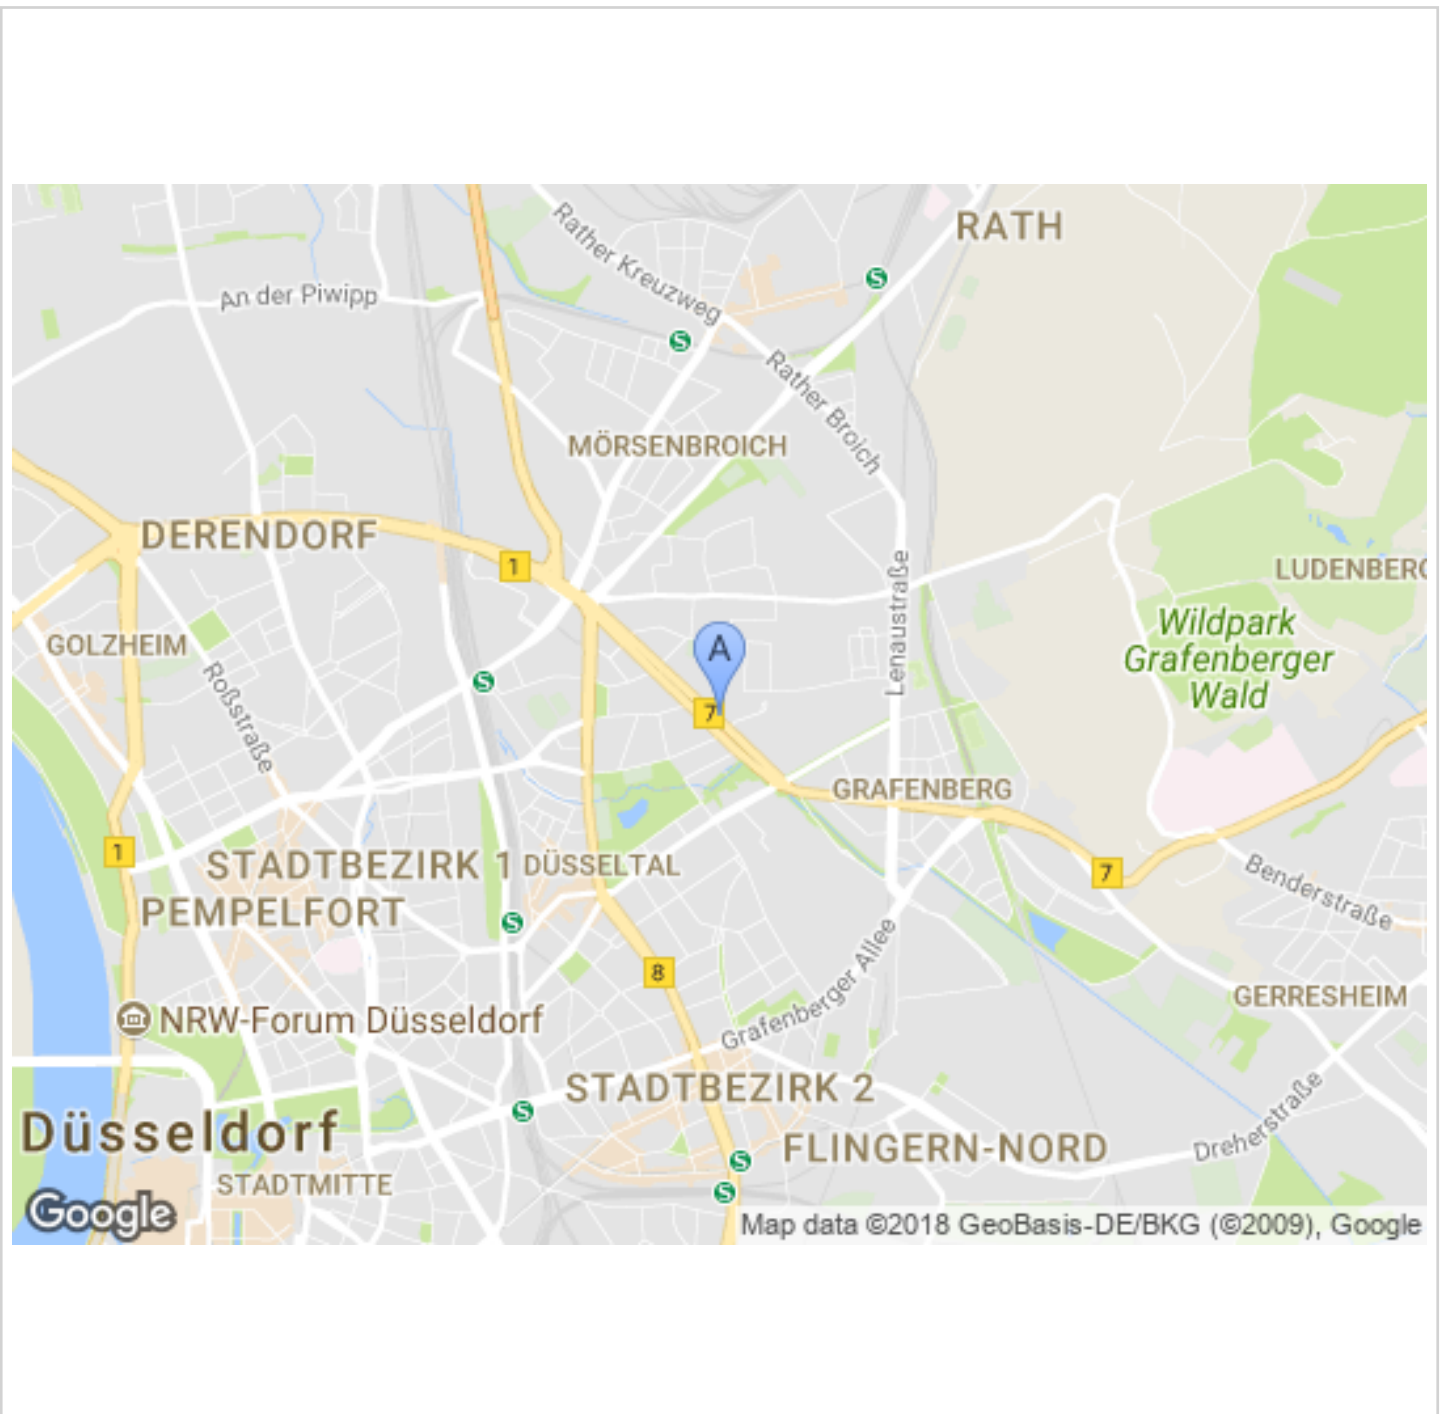 RATH
Rather Kreuzweg
An der Piwipp
S
S
Rather Broich
MÖRSENBROICH
DERENDORF
1
Lenaustraße
LUDENBERG
Wildpark
Grafenberger
Wald
GOLZHEIM
A
S
Roßstraße
7
GRAFENBERG
1
STADTBEZIRK 1
DÜSSELTAL
7
Benderstraße
PEMPELFORT
S
Grafenberger Allee
8
GERRESHEIM
NRW-Forum Düsseldorf
STADTBEZIRK 2
S
Düsseldorf
Dreherstraße
FLINGERN-NORD
S
STADTMITTE
S
Google
Map data ©2018 GeoBasis-DE/BKG (©2009), Google